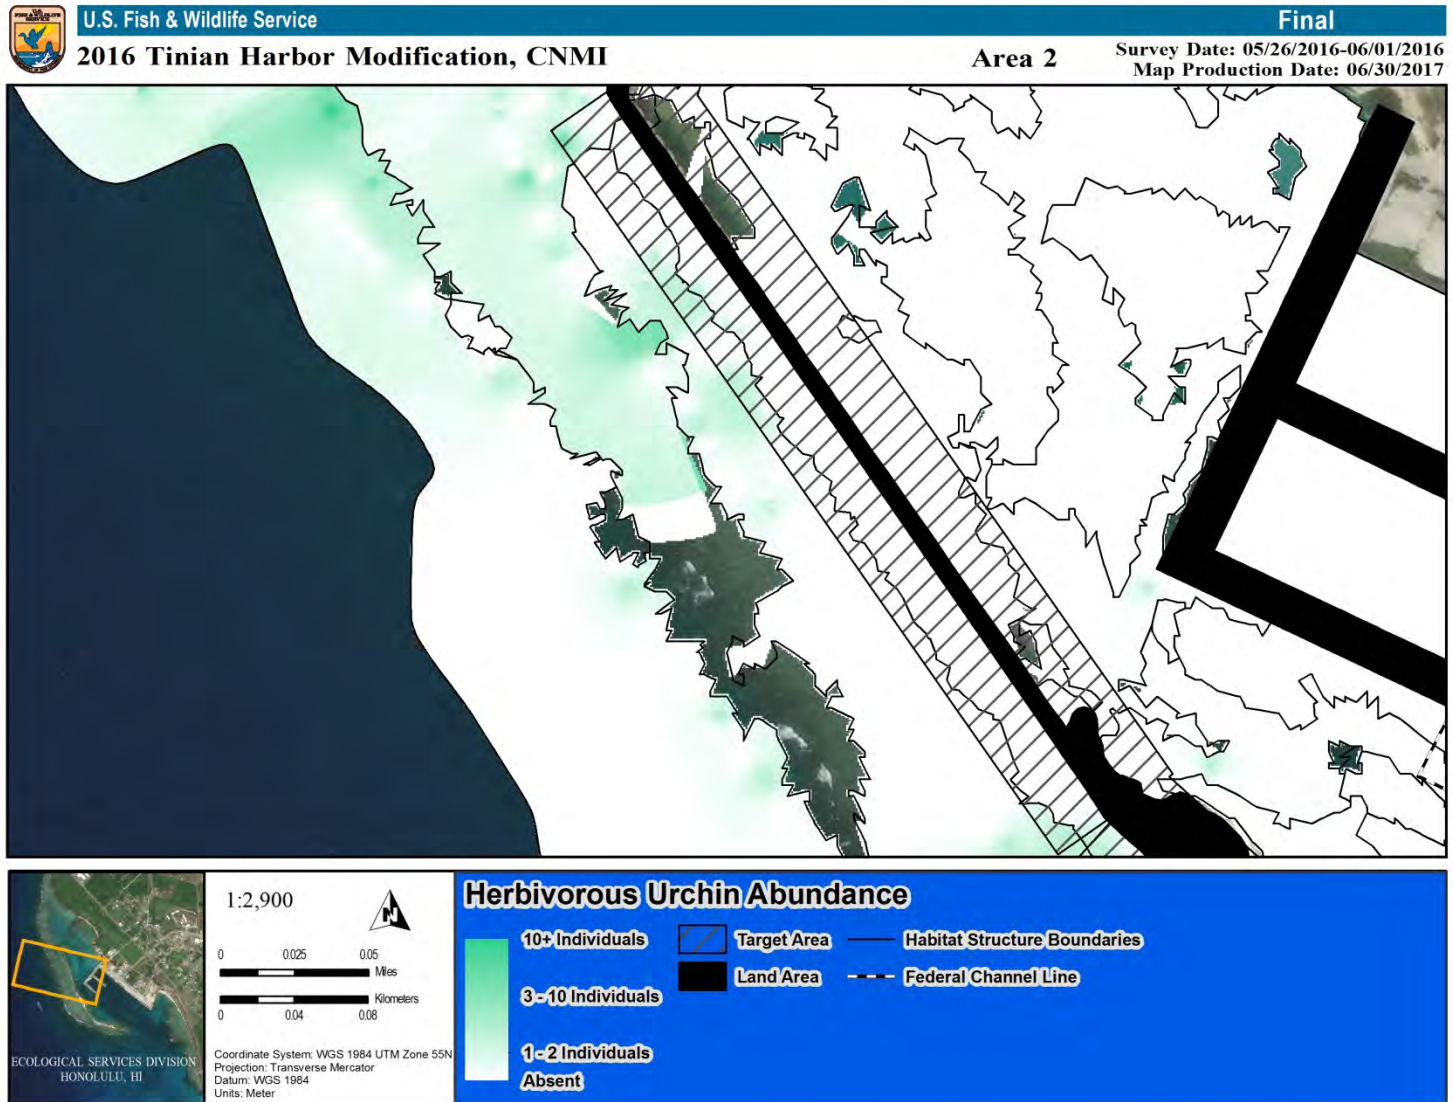 U.S.
FISH & WILDLIFE
SERVICE
U.S. Fish & Wildlife Service
Final
2016 Tinian Harbor Modification, CNMI
Area 2
Survey Date: 05/26/2016-06/01/2016
Map Production Date: 06/30/2017
ECOLOGICAL SERVICES DIVISION
HONOLULU, HI
1:2,900
N
0 0.025 0.05
Miles
Kilometers
0 0.04 0.08
Coordinate System: WGS 1984 UTM Zone 55N
Projection: Transverse Mercator
Datum: WGS 1984
Units: Meter
Herbivorous Urchin Abundance
10+ Individuals
3 - 10 Individuals
1 - 2 Individuals
Absent
Target Area
Land Area
Habitat Structure Boundaries
Federal Channel Line